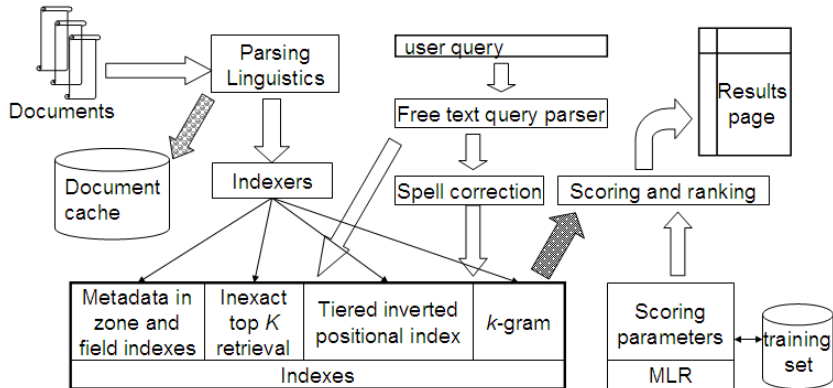 Documents
Parsing
Linguistics
user query
Results
page
Free text query parser
Document
cache
Indexers
Spell correction
Scoring and ranking
Metadata in
zone and
field indexes
Inexact
top K
retrieval
Tiered inverted
positional index
k-gram
Indexes
Scoring
parameters
MLR
training
set